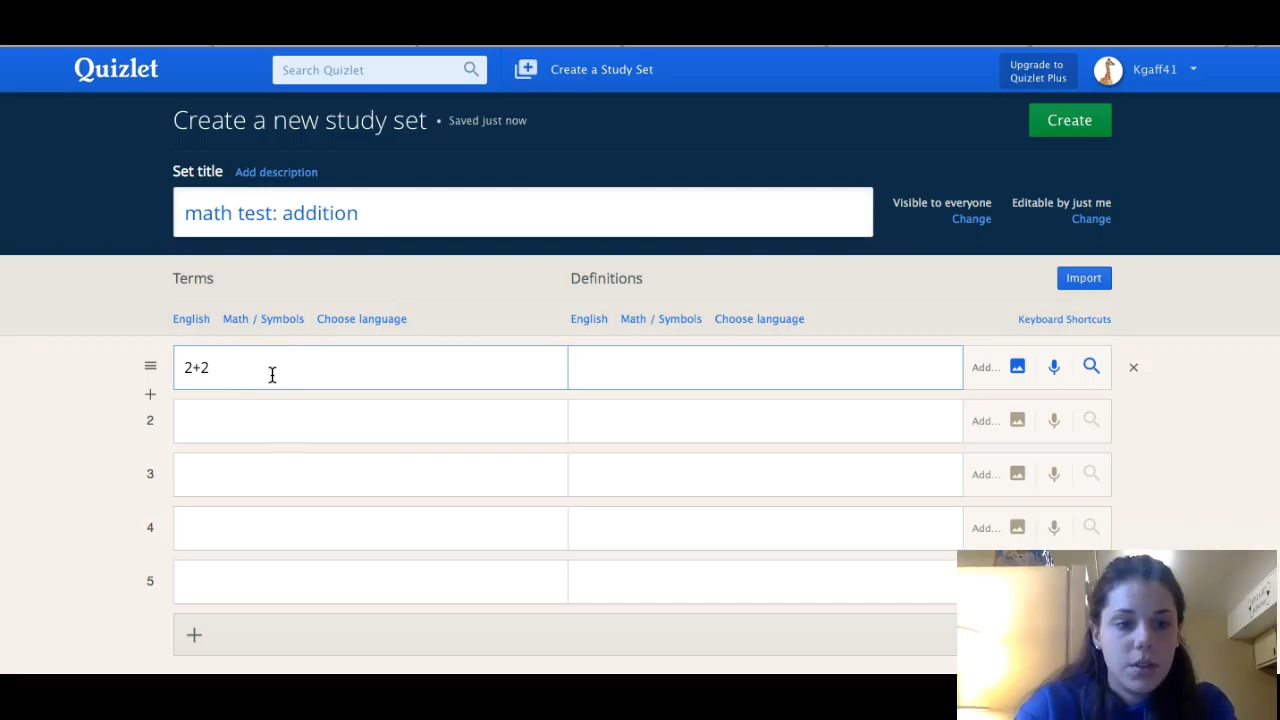 Quizlet
Search Quizlet
Create a Study Set
Upgrade to
Quizlet Plus
Kgaff41
Create a new study set • Saved just now
Create
Set title Add description
math test: addition
Visible to everyone
Change
Editable by just me
Change
Terms
Definitions
Import
English Math / Symbols Choose language
English Math / Symbols Choose language
Keyboard Shortcuts
2+2
Add...
2
Add...
3
Add...
4
Add...
5